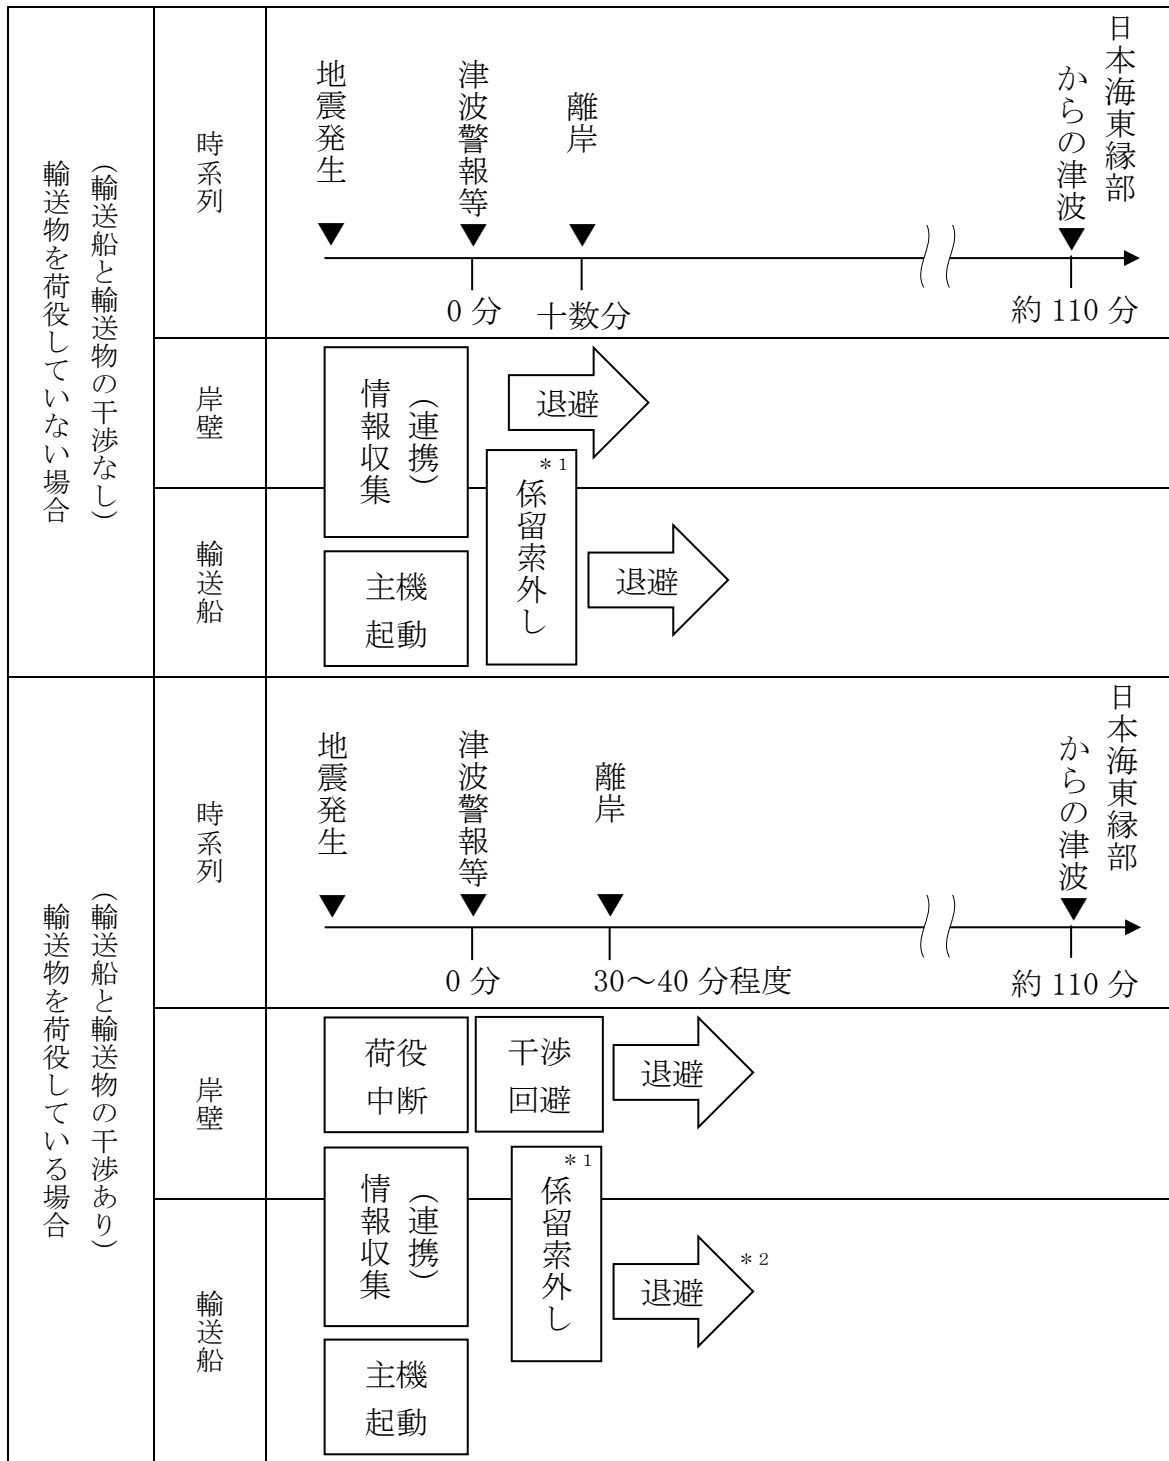 輸送物を荷役していない場合
（輸送船と輸送物の干渉なし）
時系列
地震発生
津波警報等
離岸
日本海東縁部
からの津波
0 分
十数分
約 110 分
岸壁
情報収集
（連携）
退避
＊1
係留索外し
輸送船
主機
起動
退避
輸送物を荷役している場合
（輸送船と輸送物の干渉あり）
時系列
地震発生
津波警報等
離岸
日本海東縁部
からの津波
0 分
30～40 分程度
約 110 分
岸壁
荷役
中断
干渉
回避
退避
情報収集
（連携）
＊1
係留索外し
輸送船
退避
＊2
主機
起動